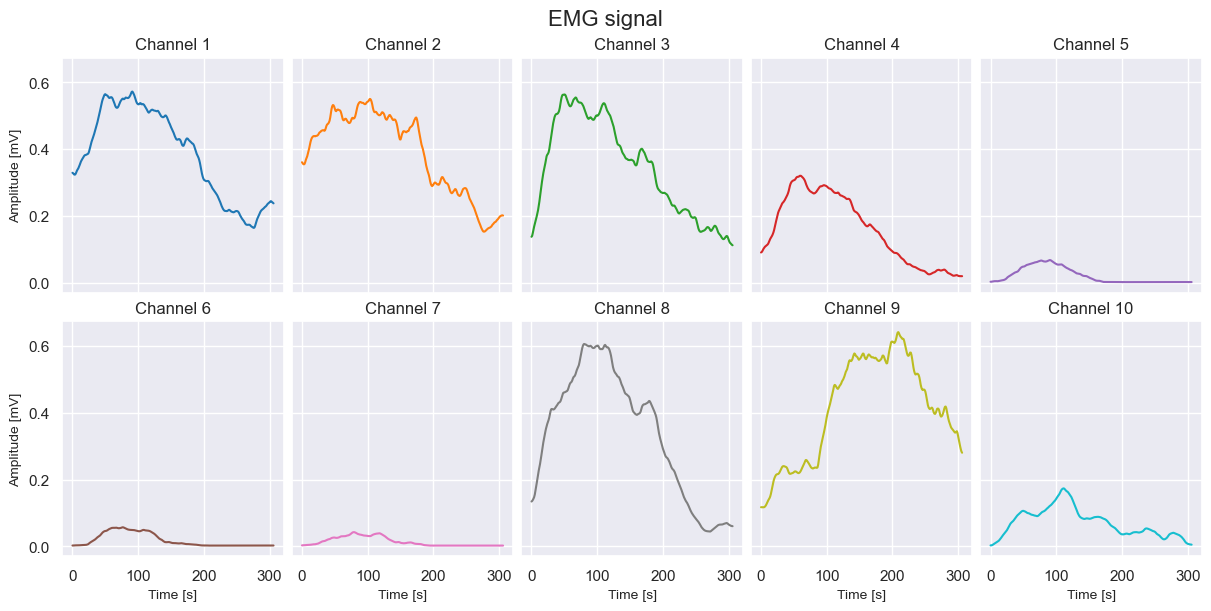 EMG signal
Channel 1 Channel 2 Channel 3 Channel 4 Channel 5
0.6
0.4
0.2
0.0
Amplitude [mV]
Channel 6 Channel 7 Channel 8 Channel 9 Channel 10
0.6
0.4
0.2
0.0
Amplitude [mV]
0 100 200 300 0 100 200 300 0 100 200 300 0 100 200 300 0 100 200 300
Time [s] Time [s] Time [s] Time [s] Time [s]